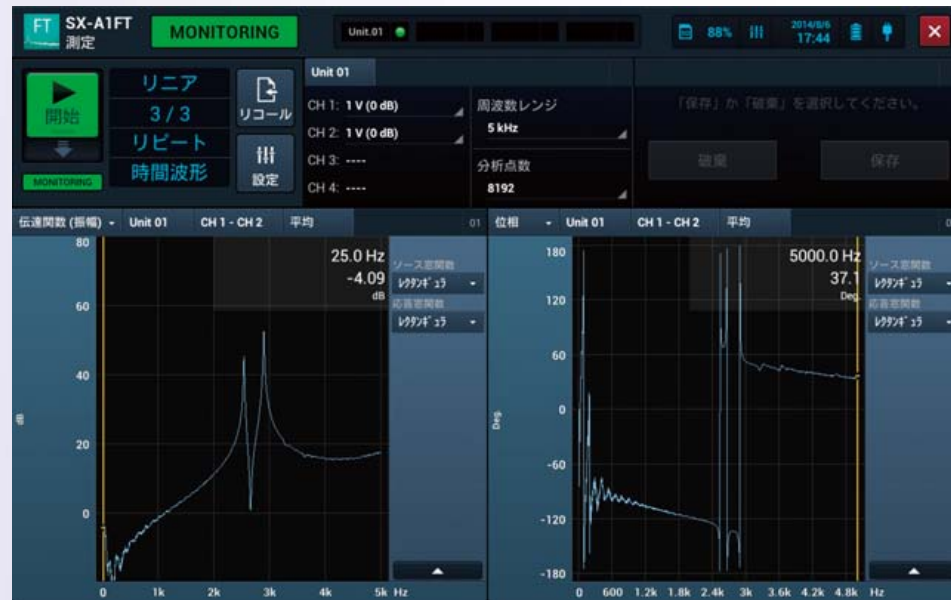 FT SX-A1FT
測定
MONITORING
Unit.01
88%
2014/8/6
17:44
開始
MONITORING
リニア
3 / 3
リピート
時間波形
リコール
設定
Unit 01
CH 1: 1 V (0 dB)
CH 2: 1 V (0 dB)
CH 3: ----
CH 4: ----
周波数レンジ
5 kHz
分析点数
8192
「保存」か「破棄」を選択してください。
破棄
保存
伝達関数 (振幅) Unit 01 CH 1 - CH 2 平均 01
80
60
40
20
0
dB
0 1k 2k 3k 4k 5k Hz
25.0 Hz
-4.09
dB
ソース窓関数
ﾚｸﾀﾝｷﾞｭﾗ
応答窓関数
ﾚｸﾀﾝｷﾞｭﾗ
位相 Unit 01 CH 1 - CH 2 平均
180
120
60
0
-60
-120
-180
Deg.
0 600 1.2k 1.8k 2.4k 3k 3.6k 4.2k 4.8k Hz
5000.0 Hz
37.1
Deg.
ソース窓関数
ﾚｸﾀﾝｷﾞｭﾗ
応答窓関数
ﾚｸﾀﾝｷﾞｭﾗ